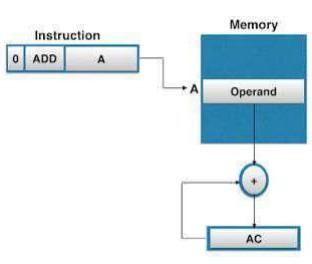 Memory
Instruction
0 ADD A
A
Operand
+
AC